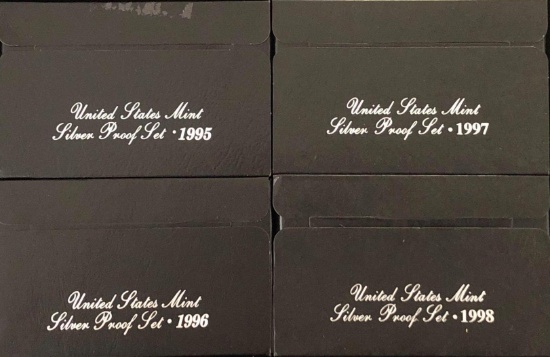 United States Mint
Silver Proof Set · 1995
United States Mint
Silver Proof Set · 1997
United States Mint
Silver Proof Set · 1996
United States Mint
Silver Proof Set · 1998